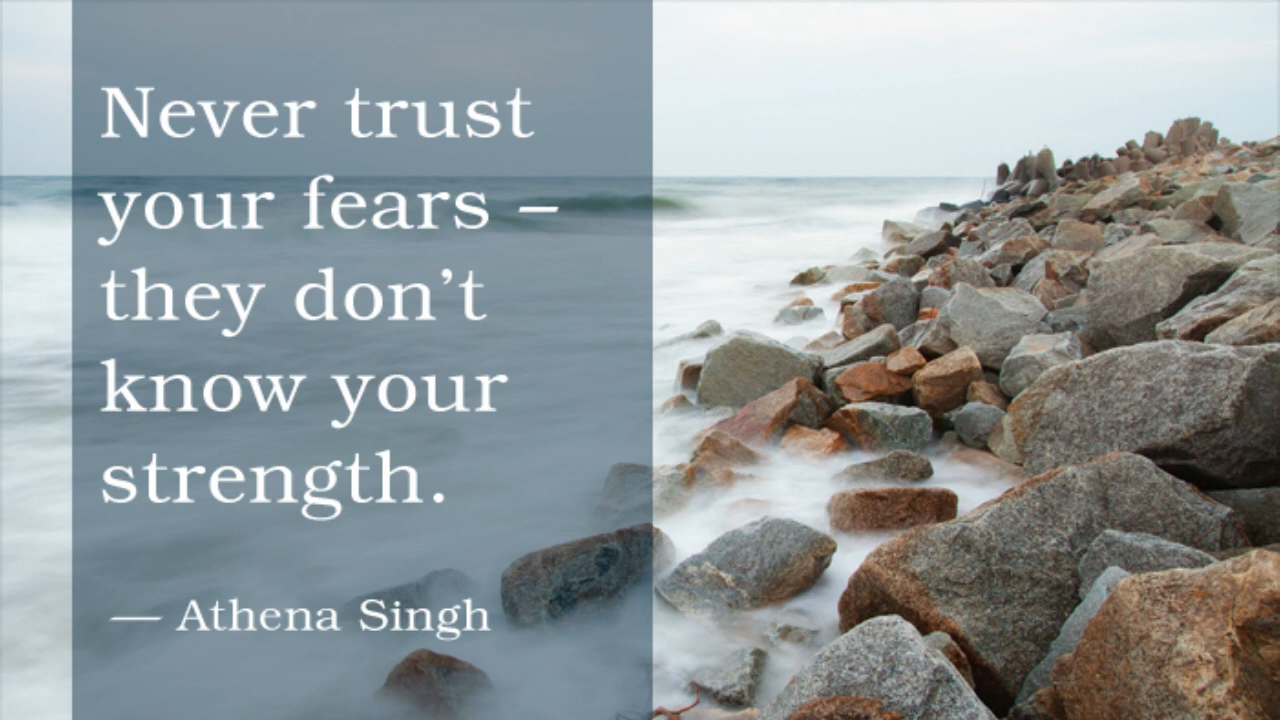 Never trust
your fears –
they don’t
know your
strength.
— Athena Singh